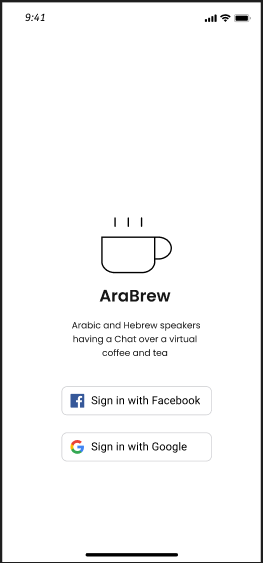 9:41
AraBrew
Arabic and Hebrew speakers
having a Chat over a virtual
coffee and tea
Sign in with Facebook
Sign in with Google